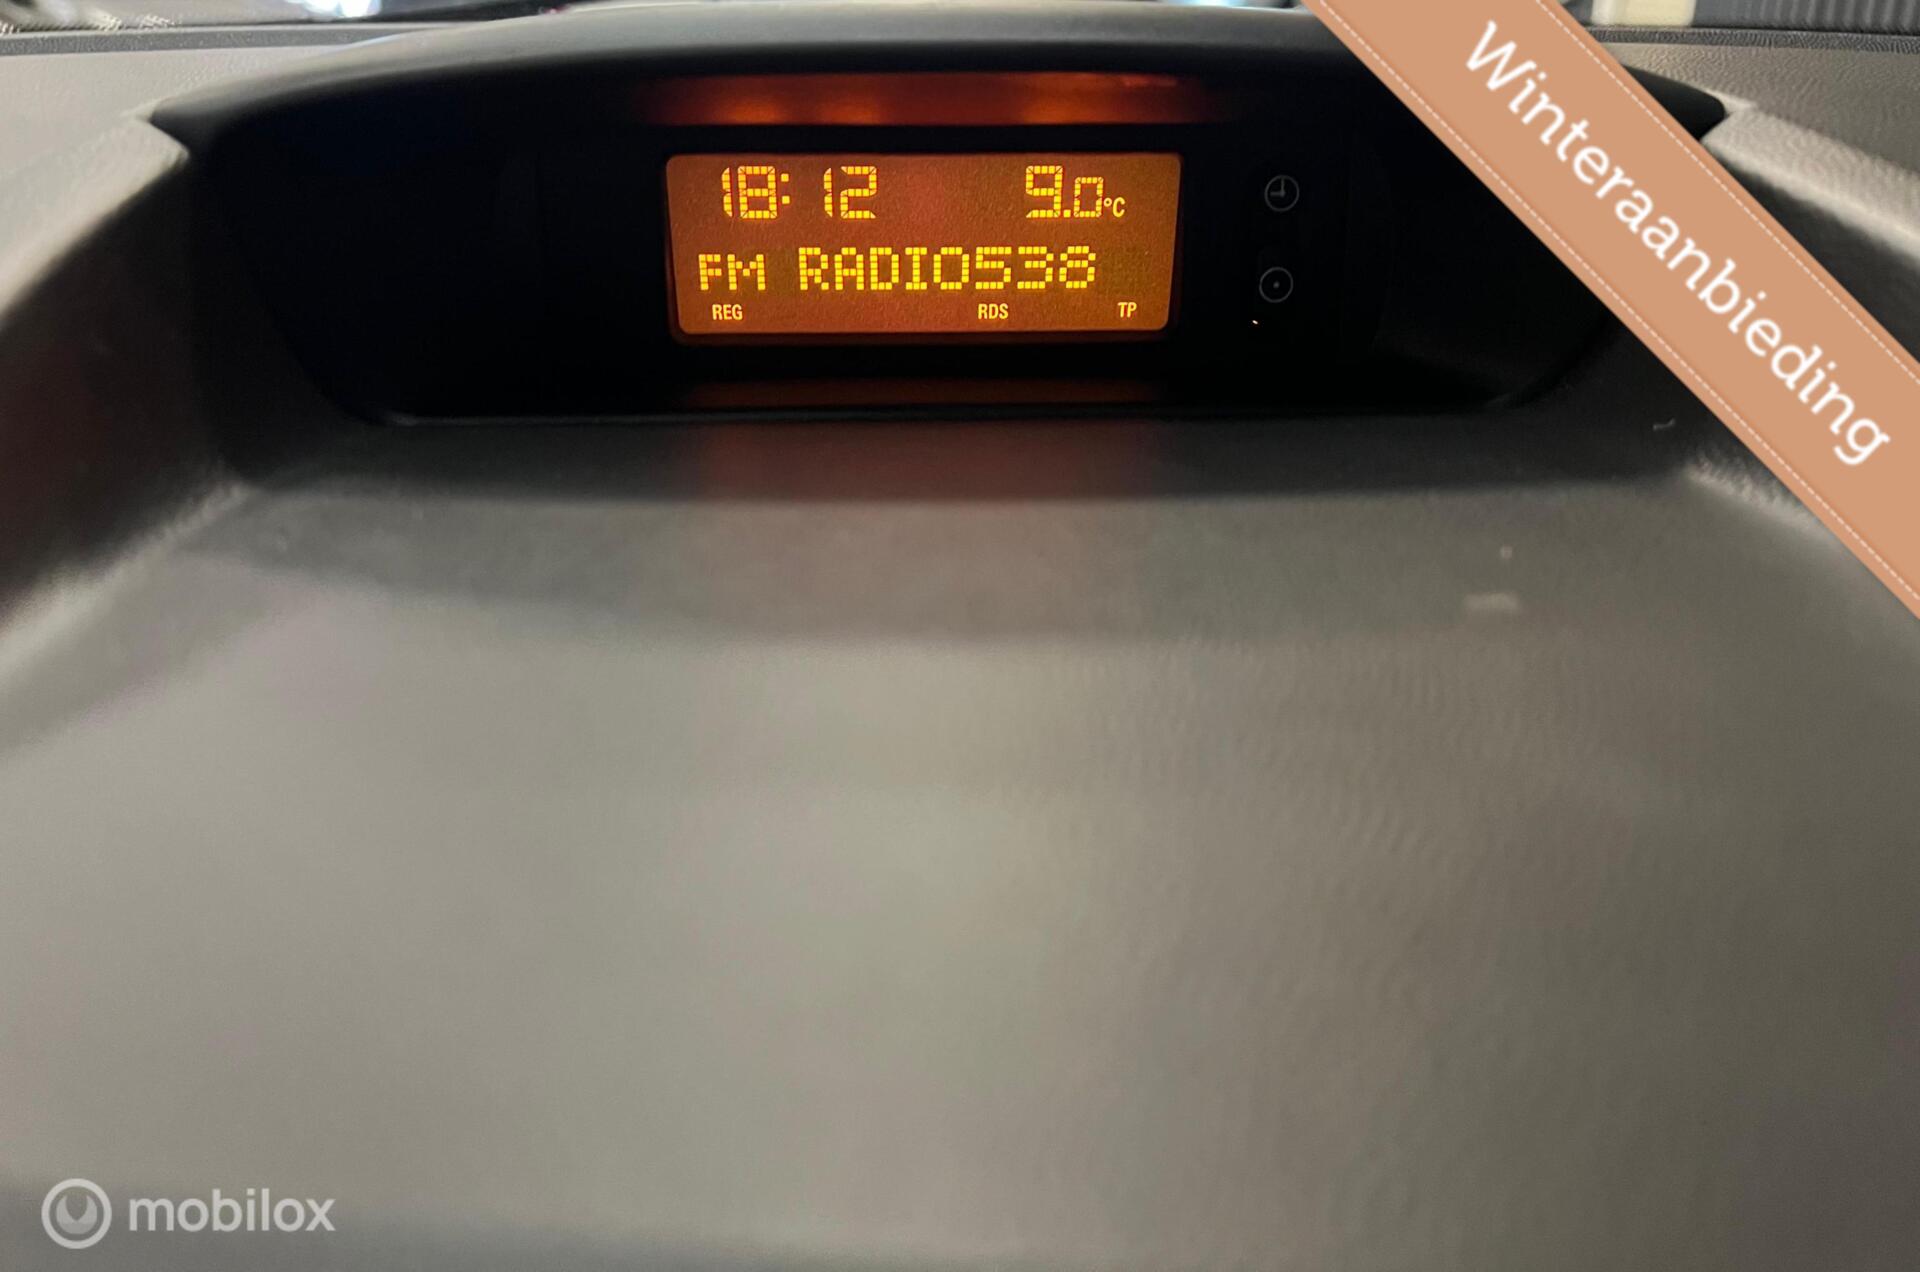 Winteraanbieding
18:12 9.0°C
FM RADIO538
REG RDS TP
mobilox